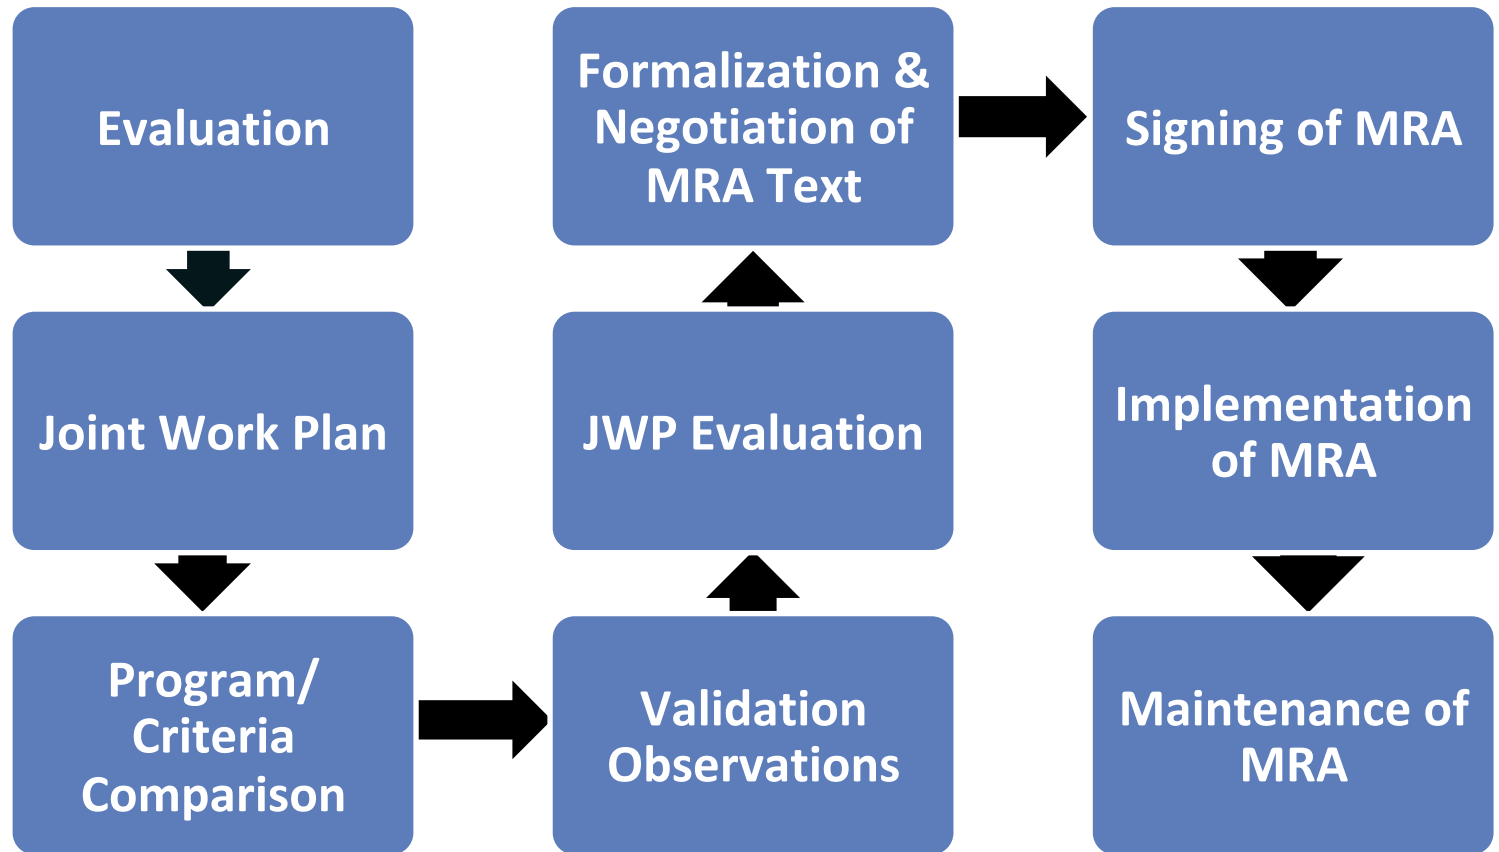 Evaluation
Joint Work Plan
Program/
Criteria
Comparison
Validation
Observations
JWP Evaluation
Formalization &
Negotiation of
MRA Text
Signing of MRA
Implementation
of MRA
Maintenance of
MRA